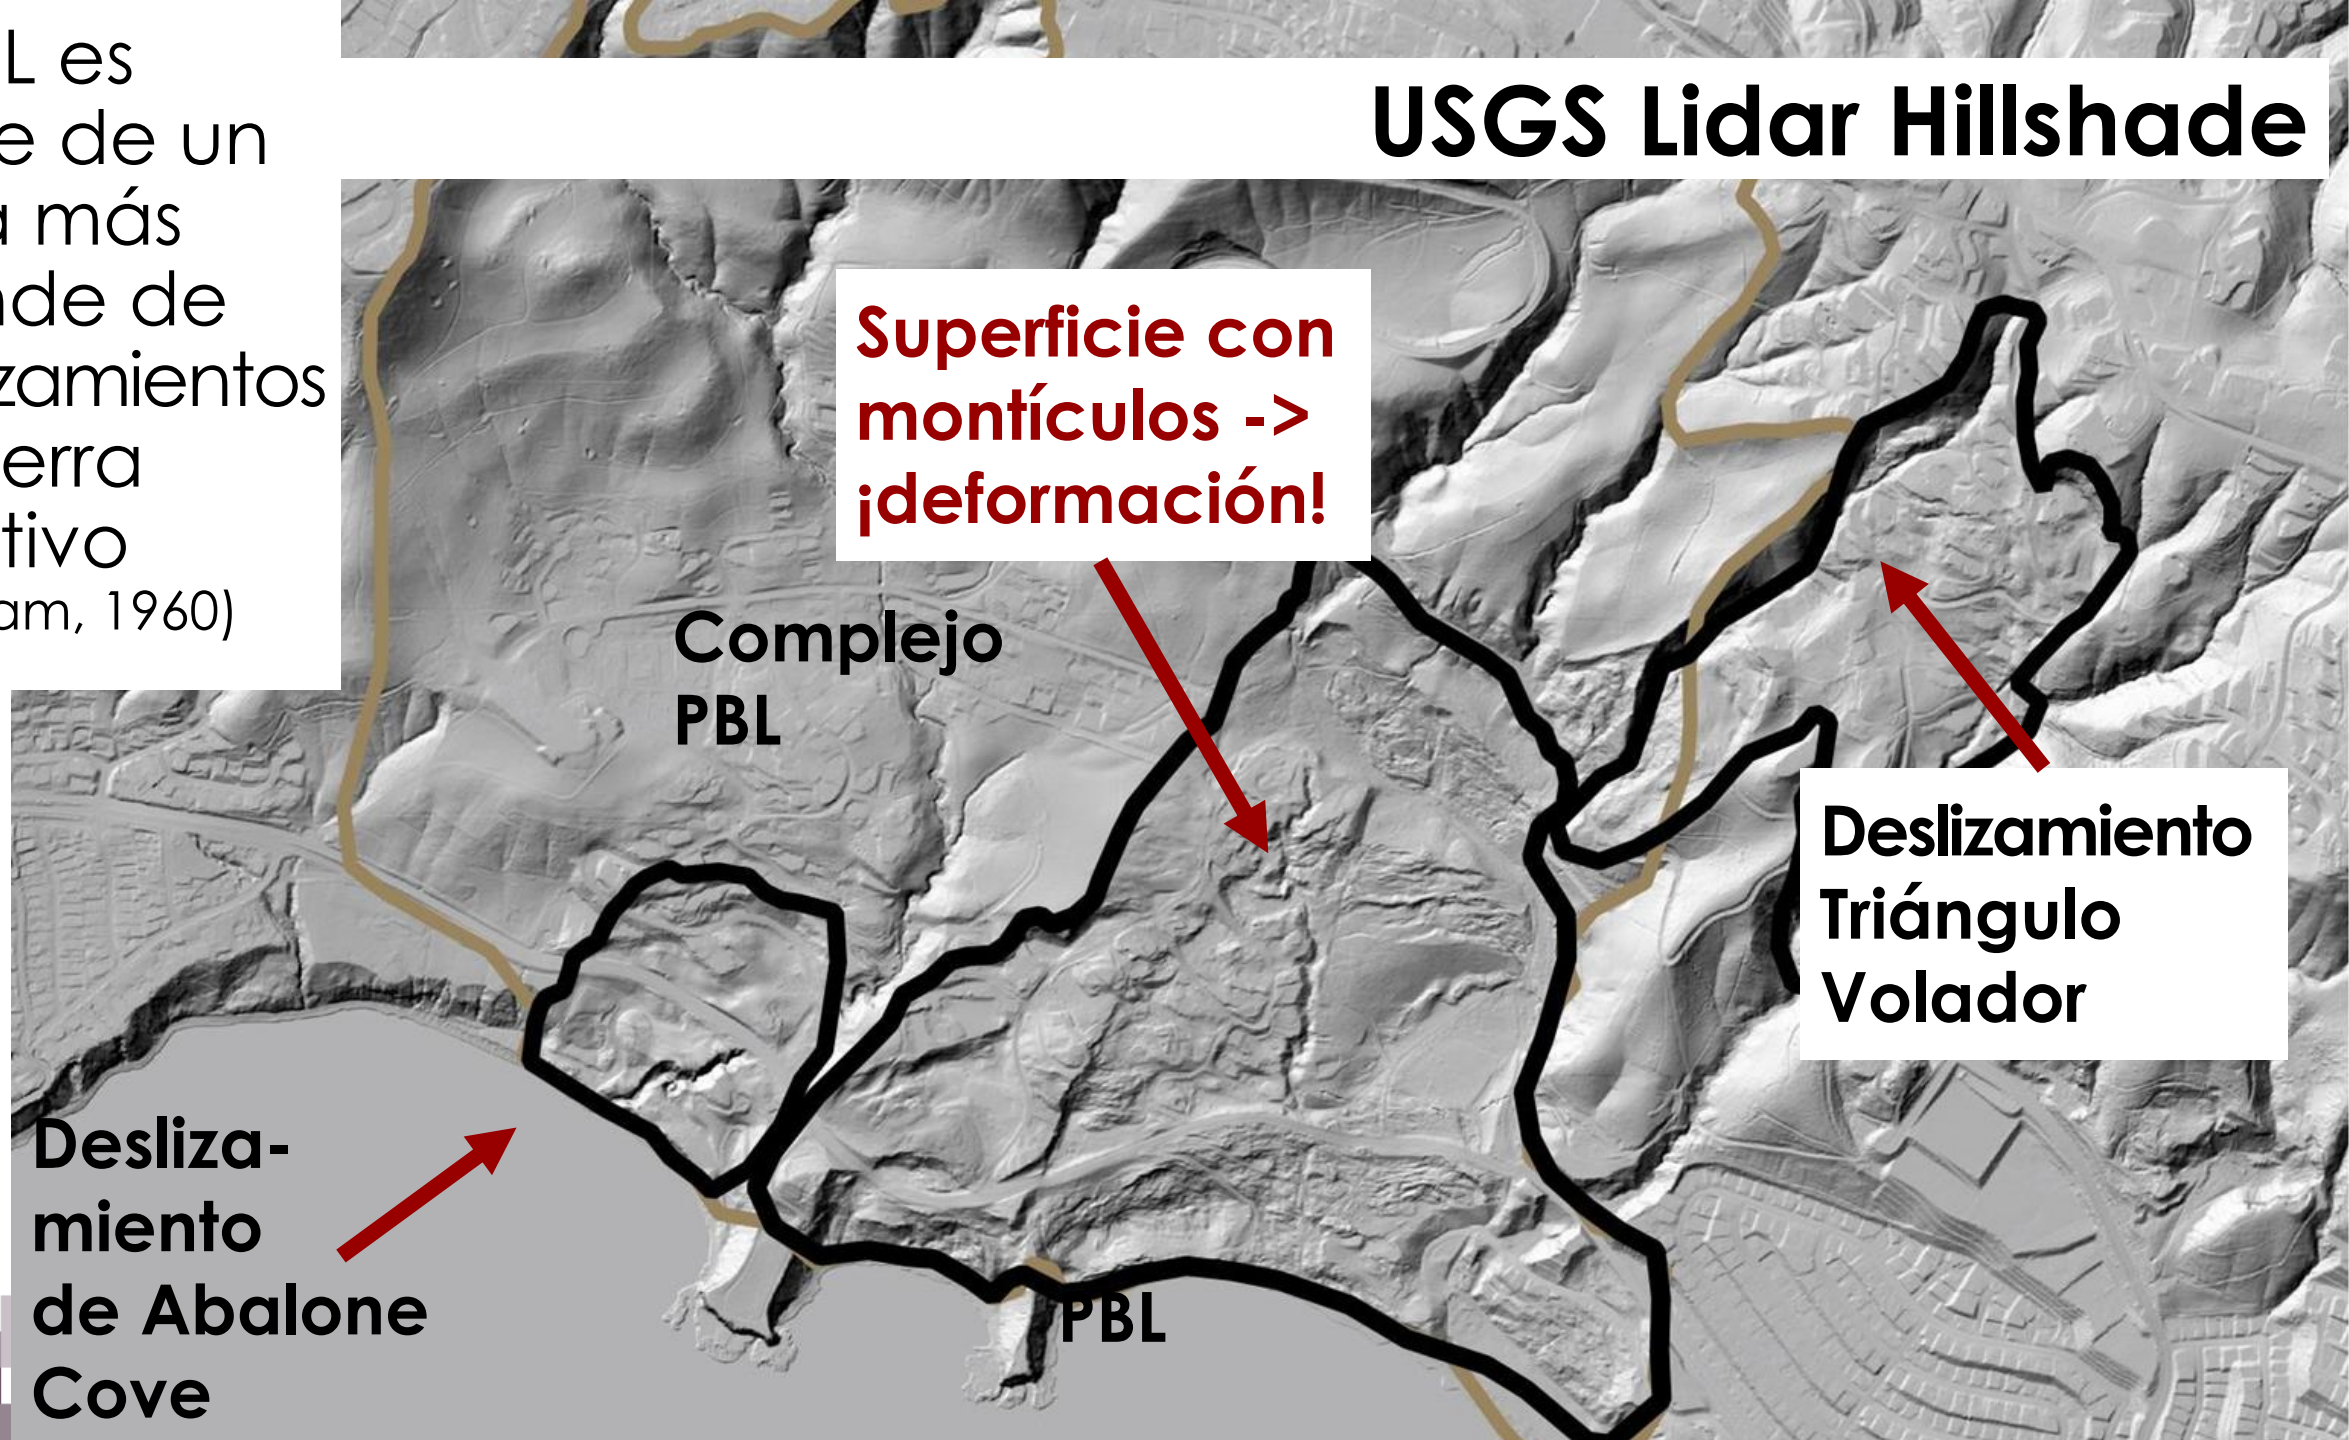 L es
e de un
más
nde de
zamientos
erra
tivo
am, 1960)
USGS Lidar Hillshade
Superficie con
montículos ->
¡deformación!
Complejo
PBL
Deslizamiento
Triángulo
Volador
Desliza-
miento
de Abalone
Cove
PBL